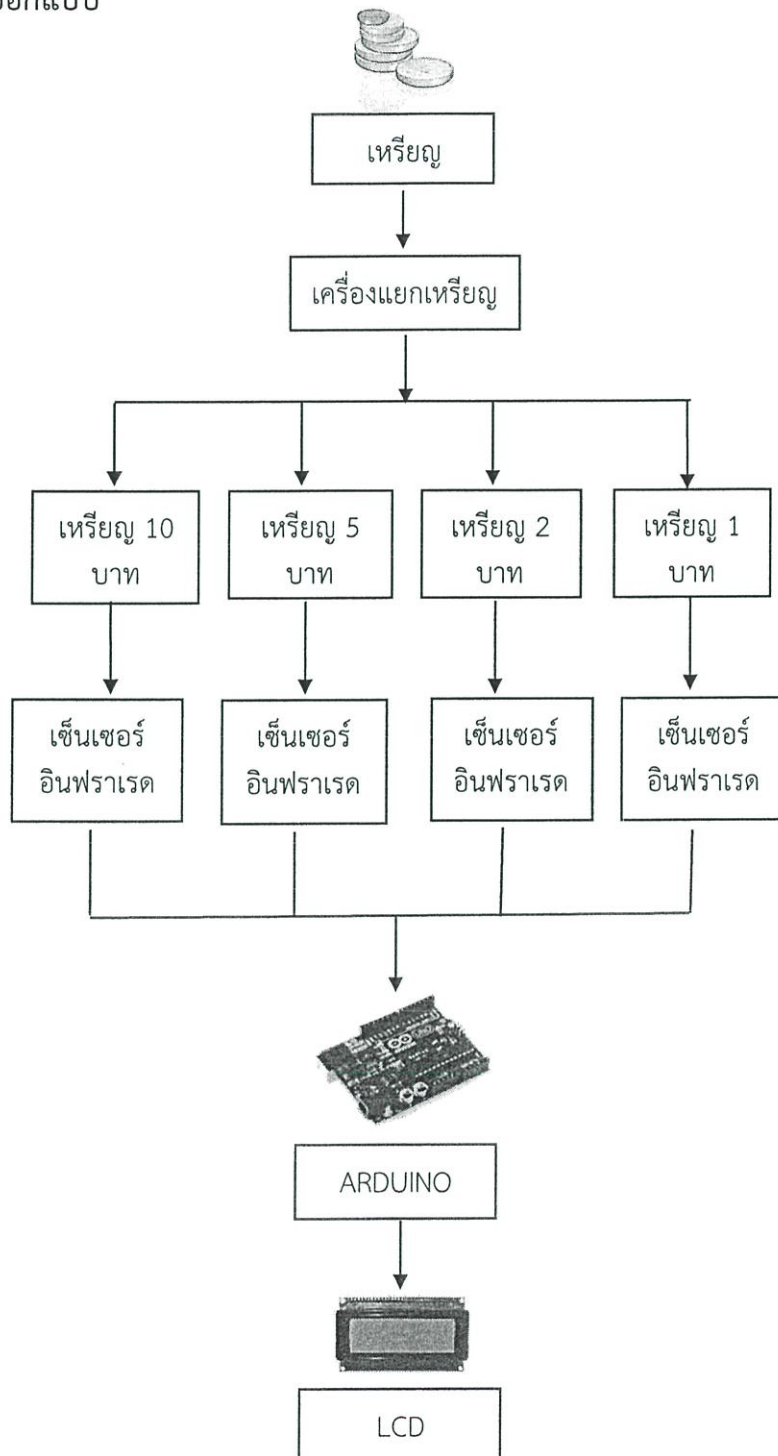 เหรียญ
เครื่องแยกเหรียญ
เหรียญ 10
บาท
เหรียญ 5
บาท
เหรียญ 2
บาท
เหรียญ 1
บาท
เซ็นเซอร์
อินฟราเรด
เซ็นเซอร์
อินฟราเรด
เซ็นเซอร์
อินฟราเรด
เซ็นเซอร์
อินฟราเรด
ARDUINO
LCD